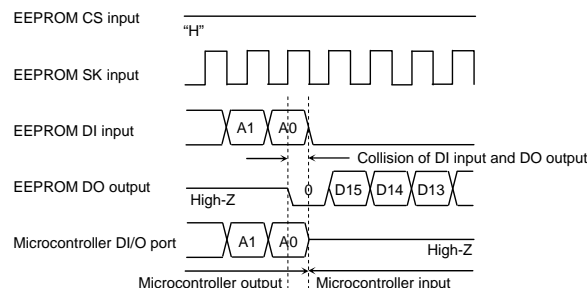 EEPROM CS input
“H”
EEPROM SK input
EEPROM DI input
A1 A0
Collision of DI input and DO output
EEPROM DO output
High-Z
0 D15 D14 D13
Microcontroller DI/O port
A1 A0
High-Z
Microcontroller output Microcontroller input